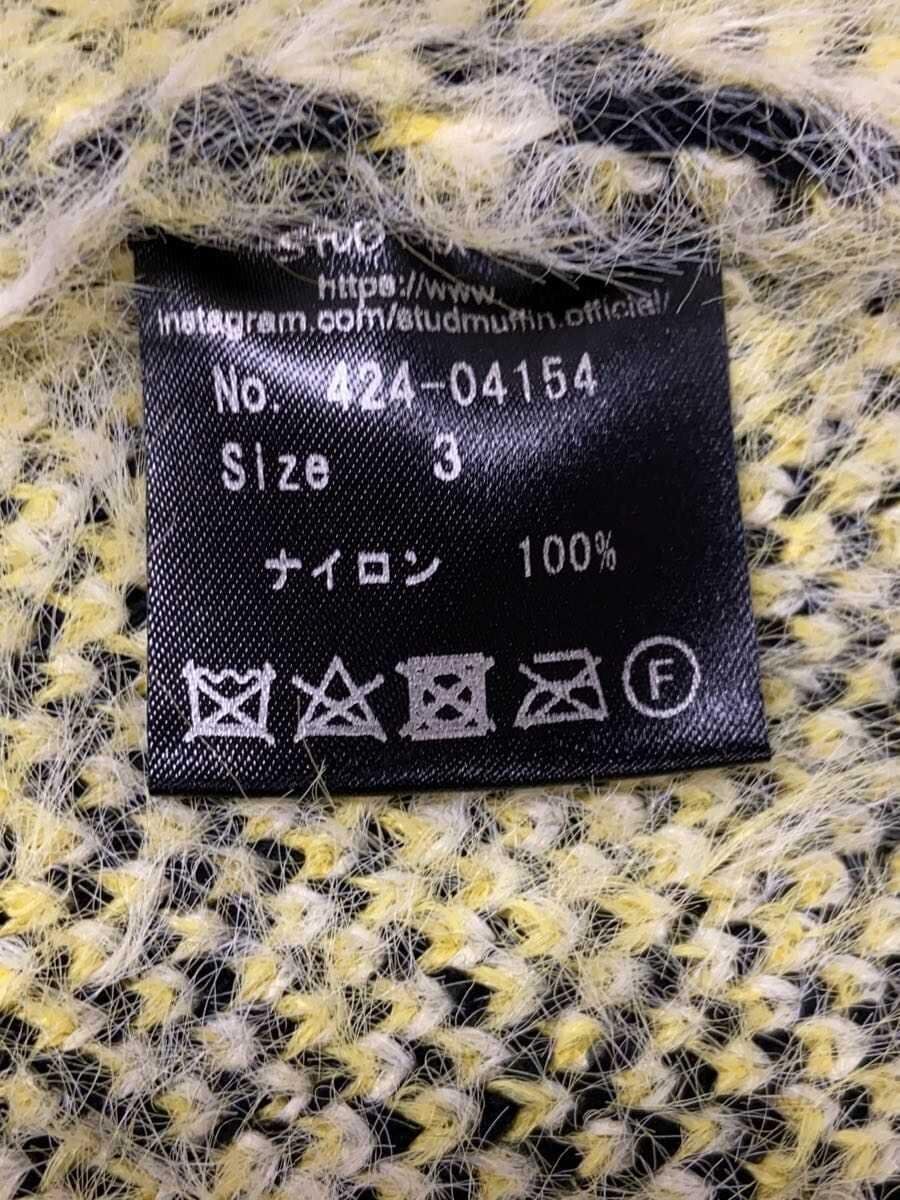 https://www.
instagram.com/studmuffin.official/
No. 424-04154
Size 3
ナイロン 100%
F